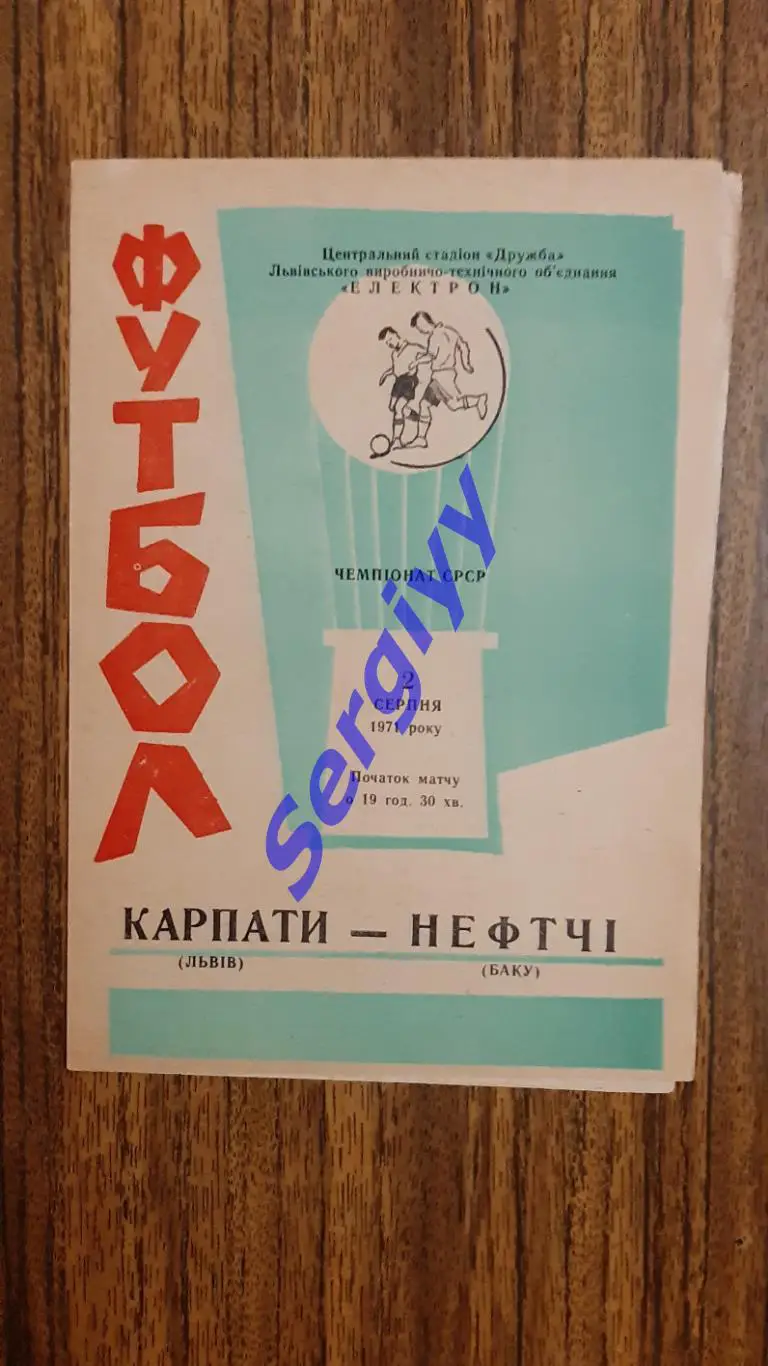 ФУТБОЛ
Центральний стадіон «Дружба»
Львівського виробничо-технічного об'єднання
«ЕЛЕКТРОН»
ЧЕМПІОНАТ СРСР
2
СЕРПНЯ
1971 року
Початок матчу
о 19 год. 30 хв.
КАРПАТИ — НЕФТЧІ
(ЛЬВІВ) (БАКУ)
Sergiyy